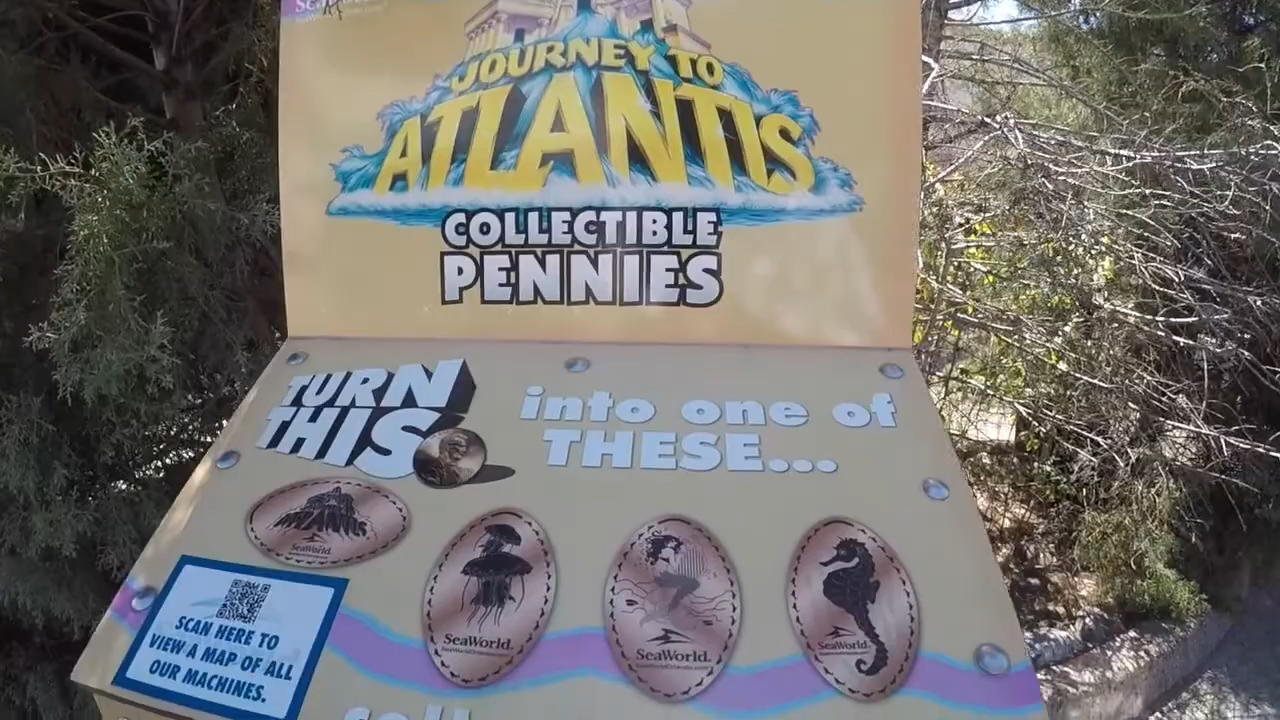 JOURNEY TO
ATLANTIS
COLLECTIBLE
PENNIES
TURN
THIS
into one of
THESE...
ATLANTIS
SeaWorld.
SeaWorld.
SeaWorld.
SeaWorld.
SCAN HERE TO
VIEW A MAP OF ALL
OUR MACHINES.